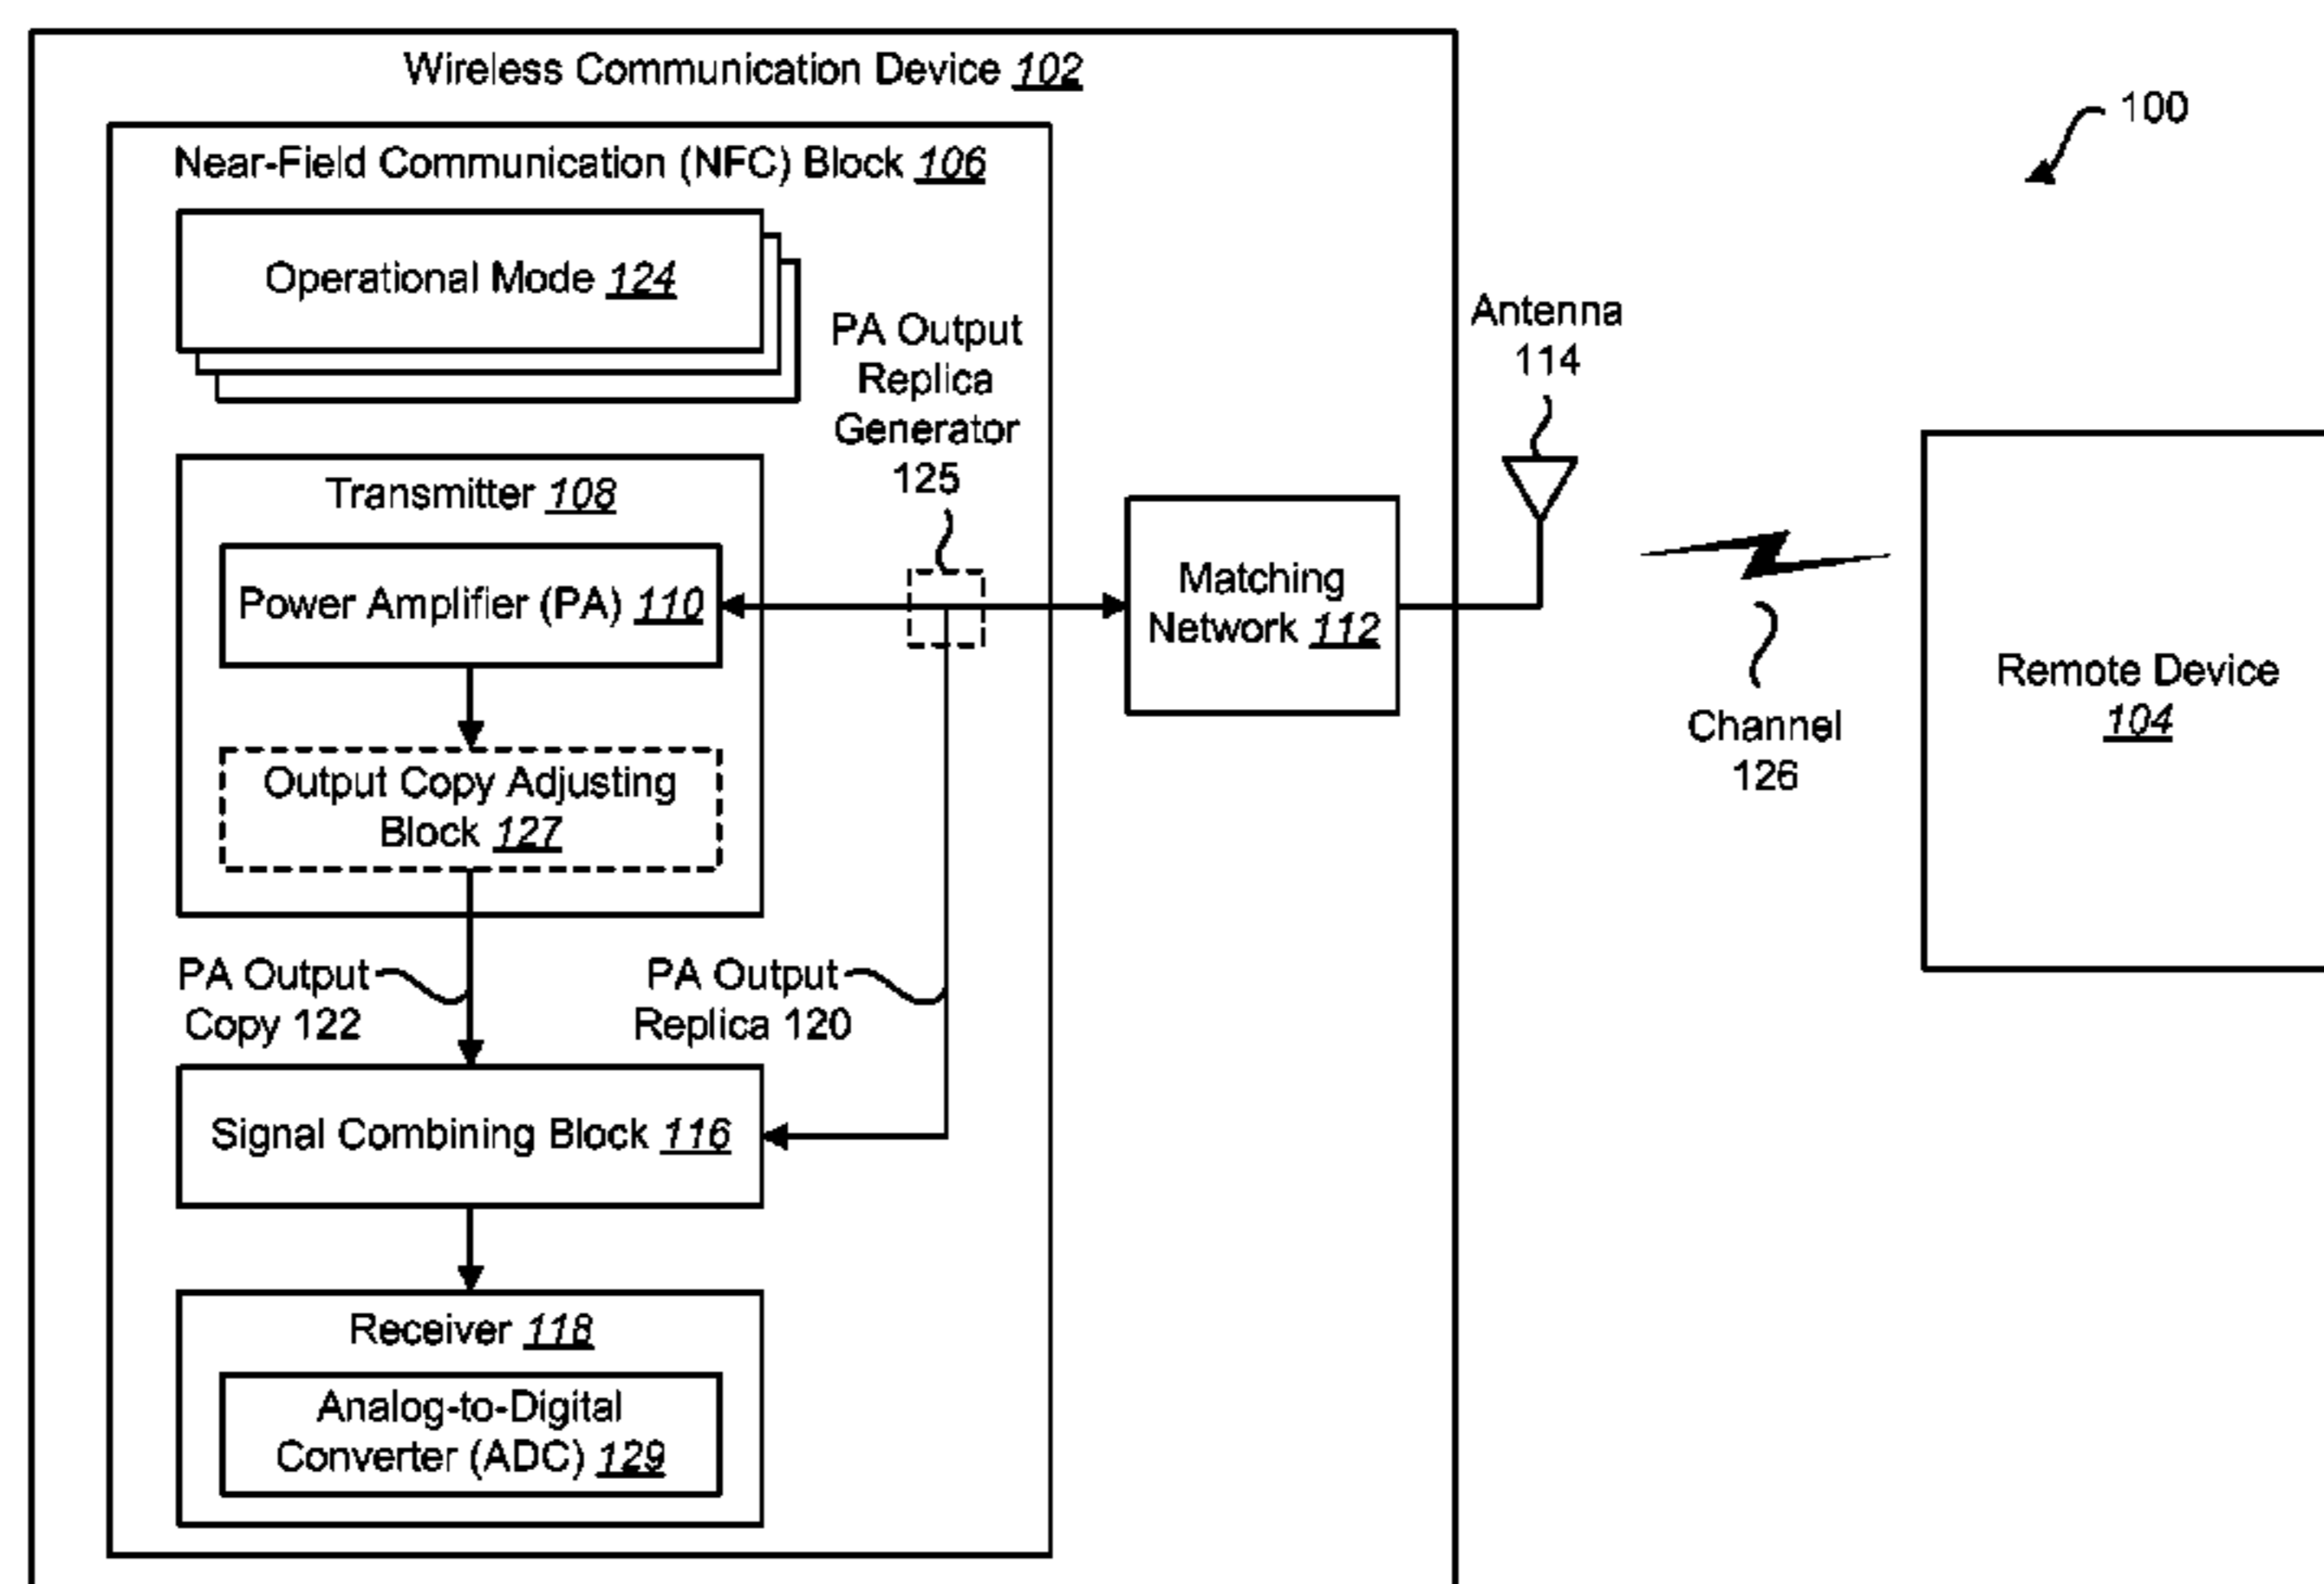 Wireless Communication Device 102
100
Near-Field Communication (NFC) Block 106
Operational Mode 124
PA Output
Replica
Generator
125
Antenna
114
Transmitter 108
Power Amplifier (PA) 110
Matching
Network 112
Channel
126
Remote Device
104
Output Copy Adjusting
Block 127
PA Output
Copy 122
PA Output
Replica 120
Signal Combining Block 116
Receiver 118
Analog-to-Digital
Converter (ADC) 129